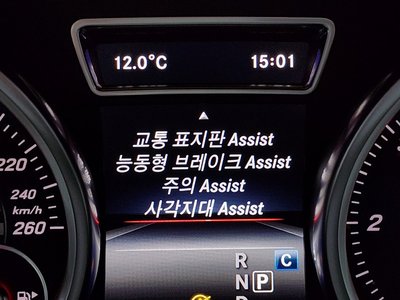 12.0°C 15:01
교통 표지판 Assist
능동형 브레이크 Assist
주의 Assist
사각지대 Assist
220
240
km/h
260
2
R
C
N
P
D